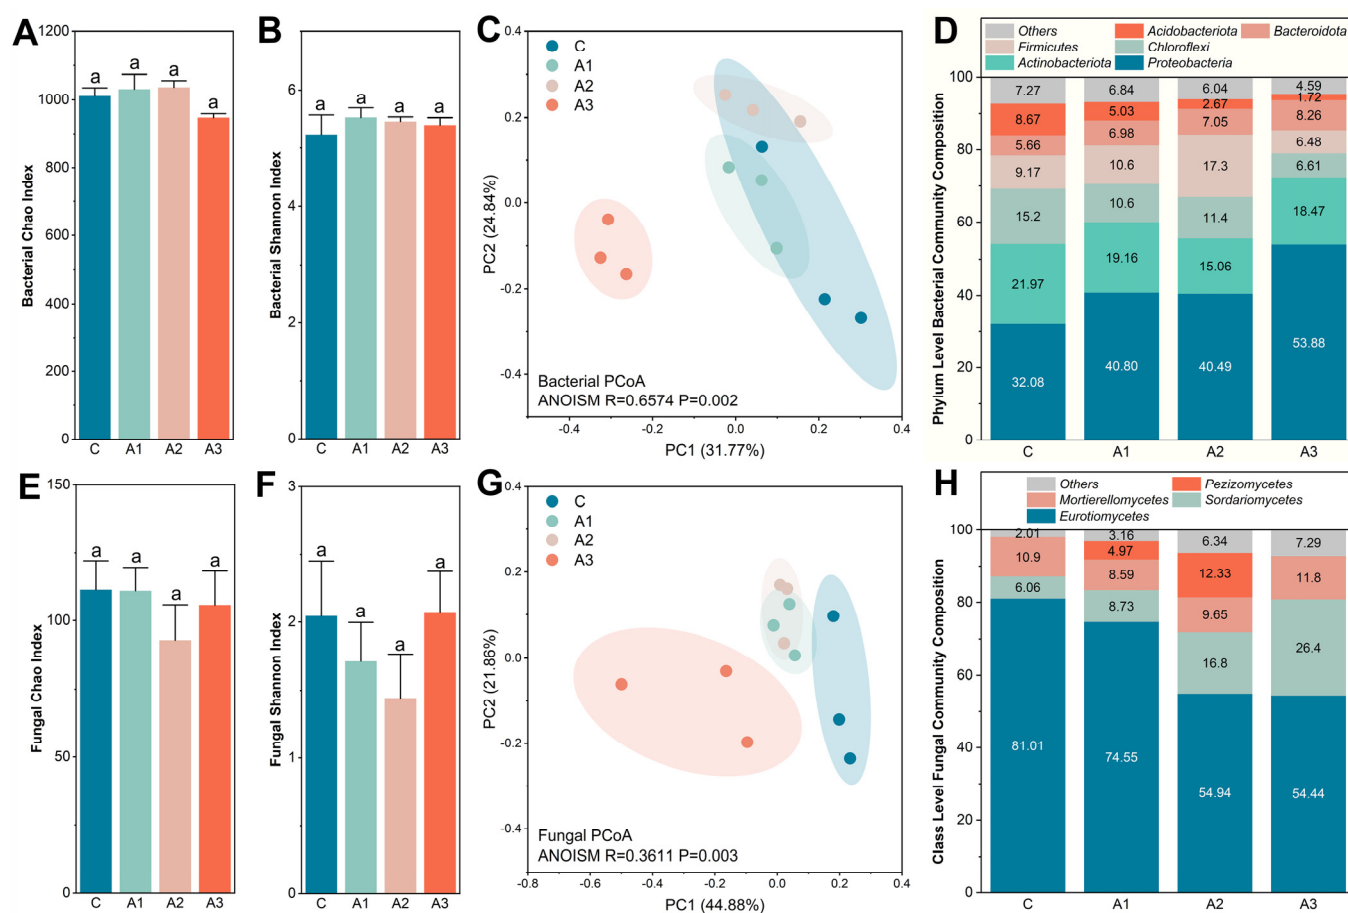 A
Bacterial Chao Index
1200
1000
800
600
400
200
0
a
a
a
a
C
A1
A2
A3
B
Bacterial Shannon Index
6
4
2
0
a
a
a
a
C
A1
A2
A3
C
PC2 (24.84%)
0.4
0.2
0.0
-0.2
-0.4
C
A1
A2
A3
Bacterial PCoA
ANOISM R=0.6574 P=0.002
-0.4
-0.2
0.0
0.2
0.4
PC1 (31.77%)
D
Others
Acidobacteriota
Bacteroidota
Firmicutes
Chloroflexi
Actinobacteriota
Proteobacteria
Phylum Level Bacterial Community Composition
100
80
60
40
20
0
7.27
8.67
5.66
9.17
15.2
21.97
32.08
6.84
5.03
6.98
10.6
10.6
19.16
40.80
6.04
2.67
7.05
17.3
11.4
15.06
40.49
4.59
1.72
8.26
6.48
6.61
18.47
53.88
C
A1
A2
A3
E
Fungal Chao Index
150
100
50
0
a
a
a
a
C
A1
A2
A3
F
Fungal Shannon Index
3
2
1
0
a
a
a
a
C
A1
A2
A3
G
PC2 (21.86%)
0.4
0.2
0.0
-0.2
-0.4
C
A1
A2
A3
Fungal PCoA
ANOISM R=0.3611 P=0.003
-0.8
-0.6
-0.4
-0.2
0.0
0.2
0.4
PC1 (44.88%)
H
Others
Pezizomycetes
Mortierellomycetes
Sordariomycetes
Eurotiomycetes
Class Level Fungal Community Composition
100
80
60
40
20
0
2.01
10.9
6.06
81.01
3.16
4.97
8.59
8.73
74.55
6.34
12.33
9.65
16.8
54.94
7.29
11.8
26.4
54.44
C
A1
A2
A3